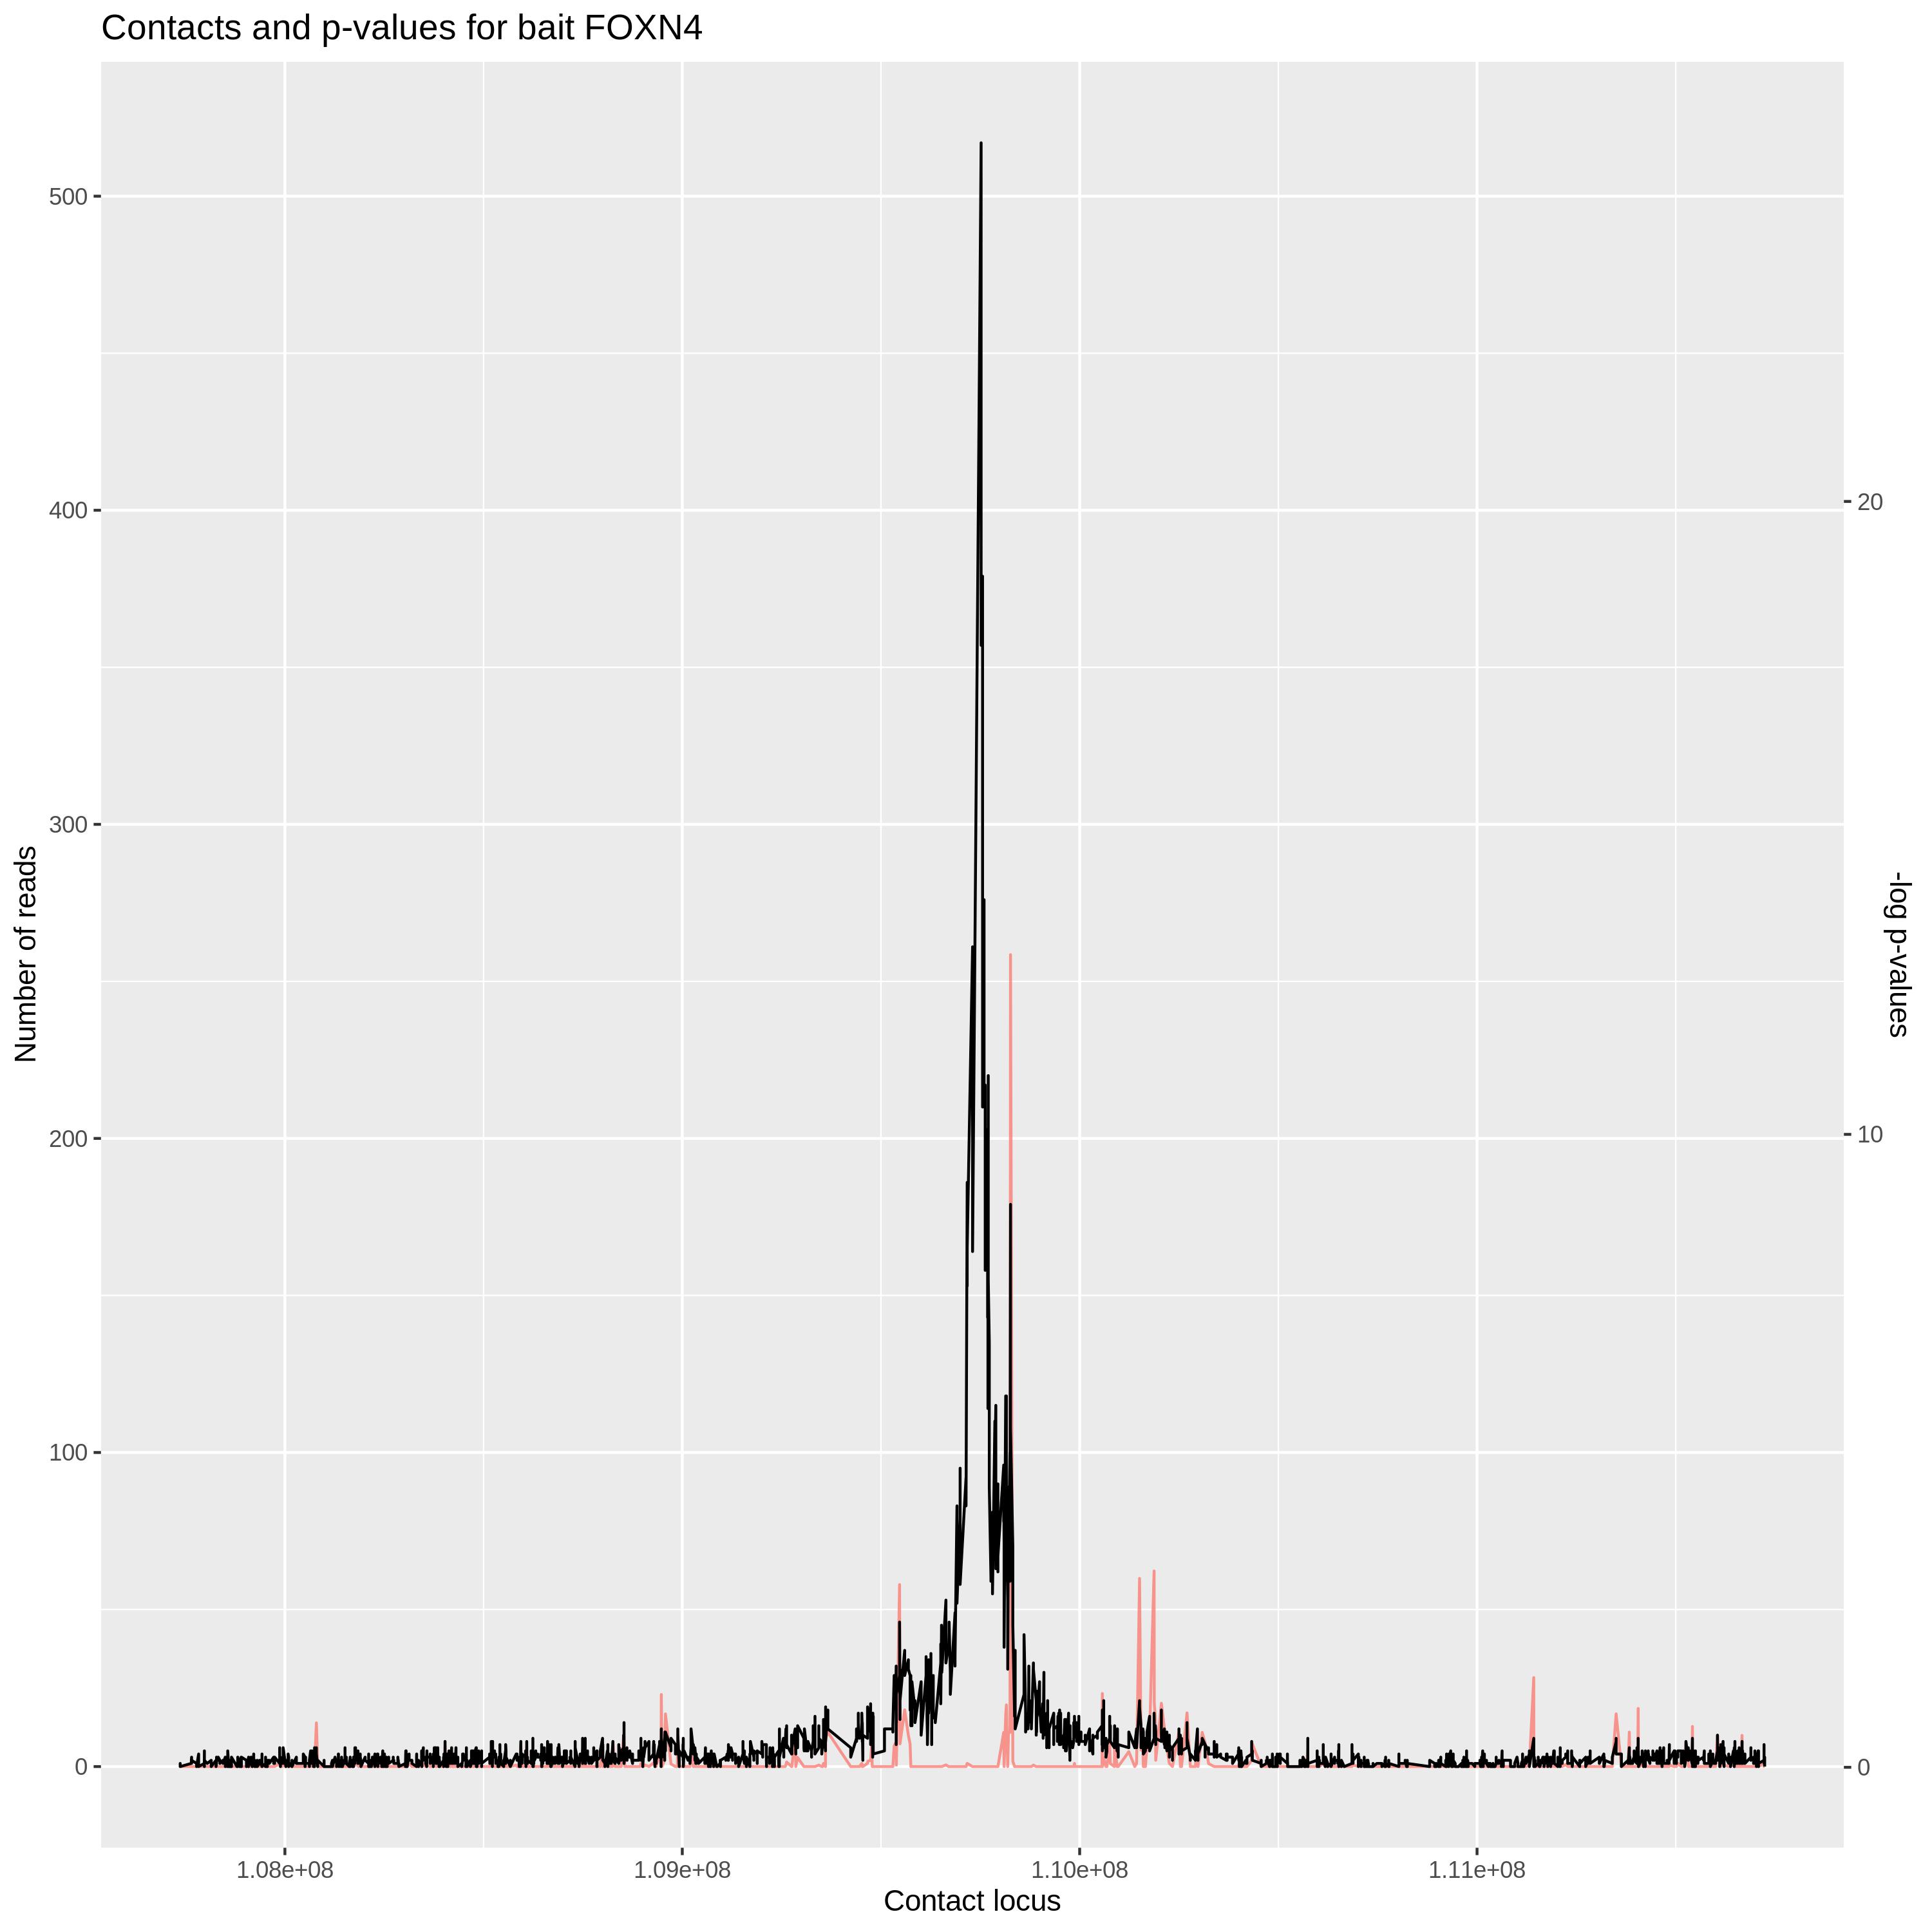 Contacts and p-values for bait FOXN4
500
400
300
200
100
0
Number of reads
20
10
0
-log p-values
1.08e+08
1.09e+08
1.10e+08
1.11e+08
Contact locus